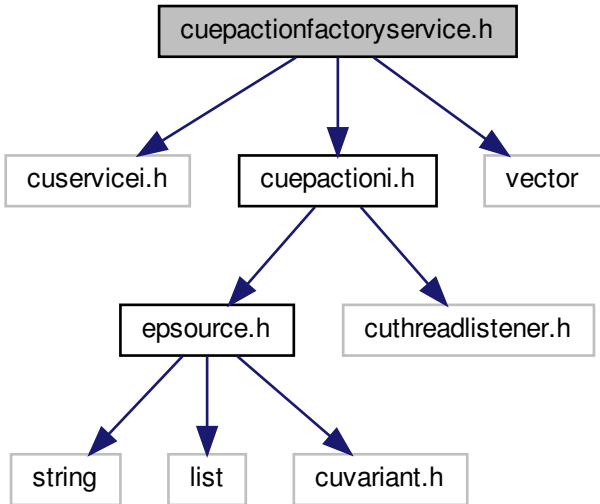 cuepactionfactoryservice.h
cuservicei.h
cuepactioni.h
vector
epsource.h
cuthreadlistener.h
string
list
cuvariant.h